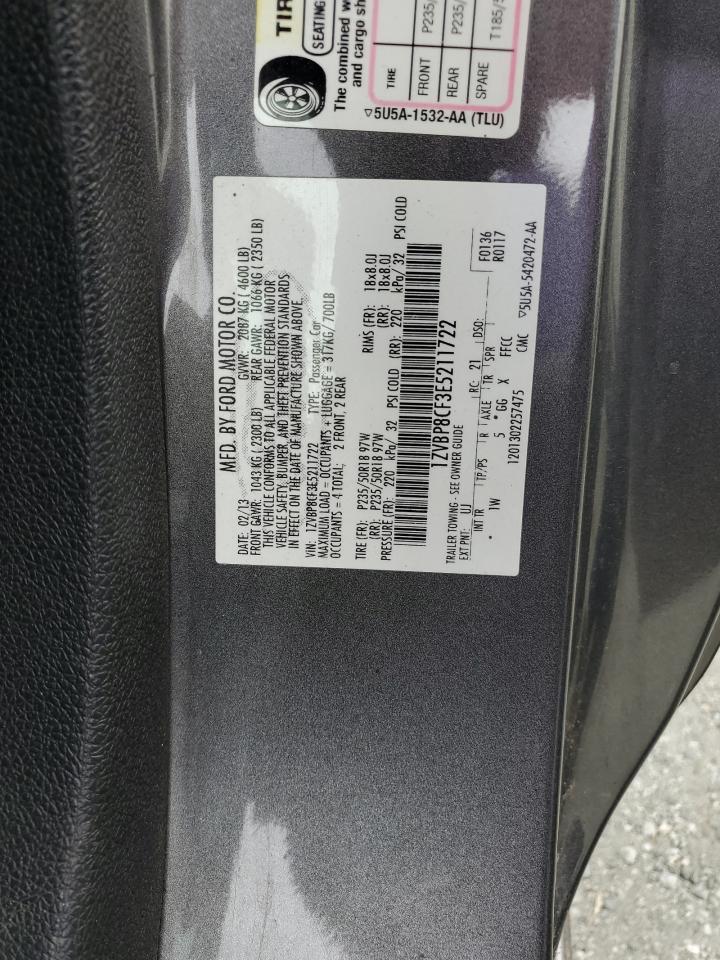 TIR
SEATING
The combined w
and cargo sh
TIRE
FRONT P235/
REAR P235/
SPARE T185/5
▽5U5A-1532-AA (TLU)
MFD. BY FORD MOTOR CO.
DATE: 02/13 GVWR: 2087 KG ( 4600 LB)
FRONT GAWR: 1043 KG ( 2300LB) REAR GAWR: 1066 KG ( 2350 LB)
THIS VEHICLE CONFORMS TO ALL APPLICABLE FEDERAL MOTOR
VEHICLE SAFETY, BUMPER, AND THEFT PREVENTION STANDARDS
IN EFFECT ON THE DATE OF MANUFACTURE SHOWN ABOVE.
VIN: 1ZVBP8CF3E5211722 TYPE: Passenger Car
MAXIMUM LOAD = OCCUPANTS + LUGGAGE = 317KG/ 700LB
OCCUPANTS = 4 TOTAL; 2 FRONT, 2 REAR
TIRE (FR): P235/50R18 97W RIMS (FR): 18x8.0J
(RR): P235/50R18 97W (RR): 18x8.0J
PRESSURE (FR): 220 kPa/ 32 PSI COLD (RR): 220 kPa/ 32 PSI COLD
1ZVBP8CF3E5211722
TRAILER TOWING - SEE OWNER GUIDE F0136
EXT PNT: UJ RC: 21 DSO: R0117
INT TR TP/PS R AXLE TR SPR
* 1W 5 * GG X FFCC
1201302257475 CMC ▽5U5A-5420472-AA